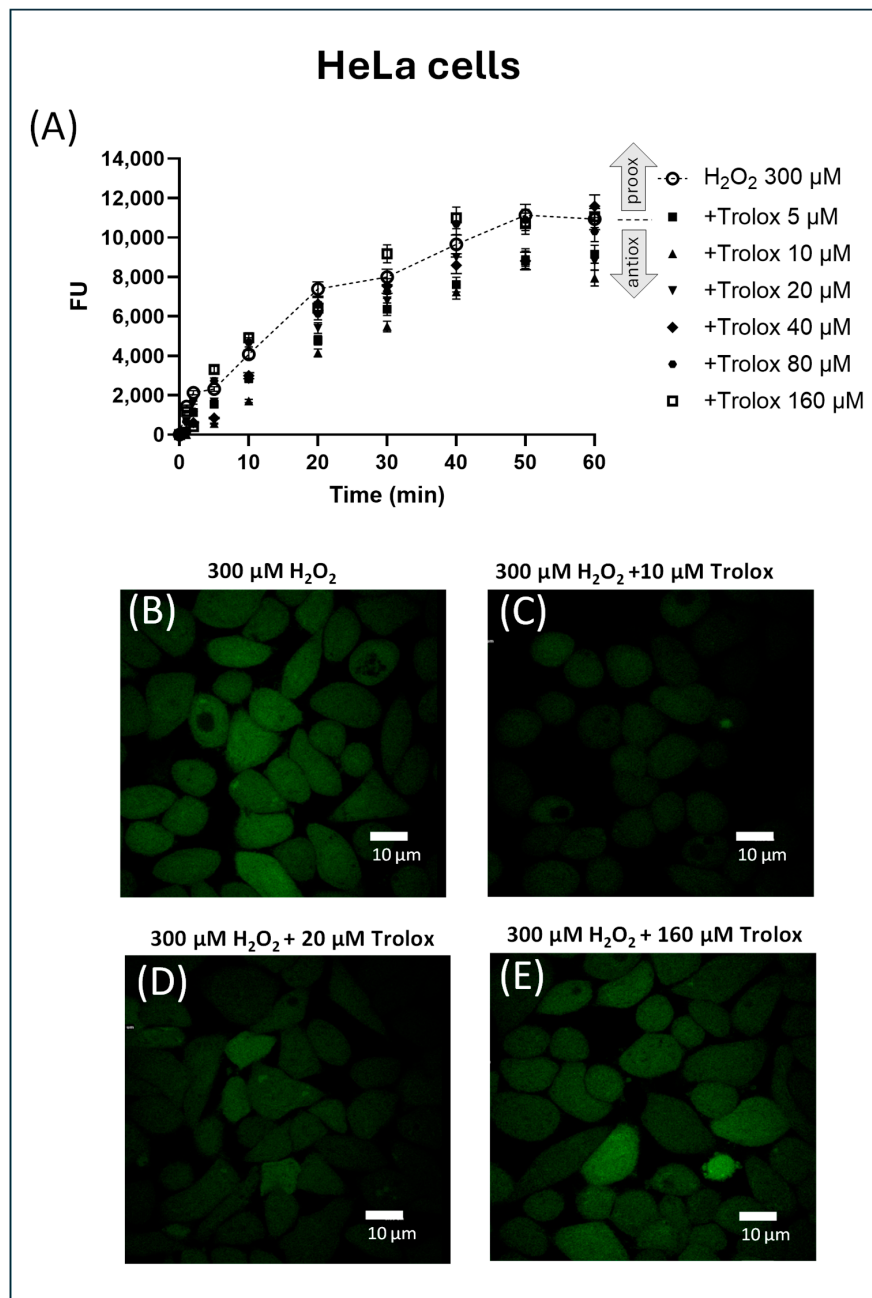 HeLa cells
(A)
14,000
12,000
10,000
8,000
6,000
4,000
2,000
0
FU
0 10 20 30 40 50 60
Time (min)
proox
antiox
H₂O₂ 300 µM
+Trolox 5 µM
+Trolox 10 µM
+Trolox 20 µM
+Trolox 40 µM
+Trolox 80 µM
+Trolox 160 µM
300 µM H₂O₂
(B)
10 µm
300 µM H₂O₂ +10 µM Trolox
(C)
10 µm
300 µM H₂O₂ + 20 µM Trolox
(D)
10 µm
300 µM H₂O₂ + 160 µM Trolox
(E)
10 µm